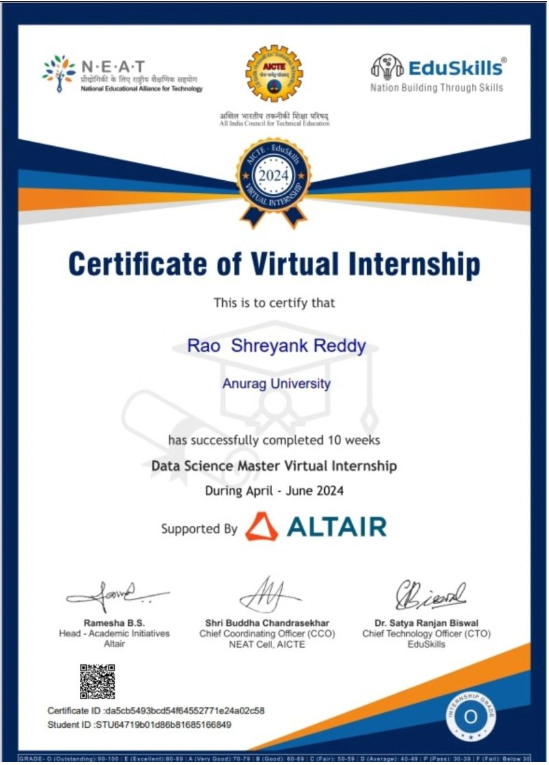 N·E·A·T
प्रौद्योगिकी के लिए राष्ट्रीय शैक्षणिक सहयोग
National Educational Alliance for Technology
AICTE
अखिल भारतीय तकनीकी शिक्षा परिषद्
All India Council for Technical Education
EduSkills®
Nation Building Through Skills
AICTE - EduSkills
2024
VIRTUAL INTERNSHIP
Certificate of Virtual Internship
This is to certify that
Rao Shreyank Reddy
Anurag University
has successfully completed 10 weeks
Data Science Master Virtual Internship
During April - June 2024
Supported By ALTAIR
Ramesha B.S.
Head - Academic Initiatives
Altair
Shri Buddha Chandrasekhar
Chief Coordinating Officer (CCO)
NEAT Cell, AICTE
Dr. Satya Ranjan Biswal
Chief Technology Officer (CTO)
EduSkills
Certificate ID :da5cb5493bcd54f64552771e24a02c58
Student ID :STU64719b01d86b81685166849
INTERNSHIP GRADE
O
GRADE- O (Outstanding):90-100 | E (Excellent):80-89 | A (Very Good):70-79 | B (Good): 60-69 | C (Fair): 50-59 | D (Average): 40-49 | P (Pass): 30-39 | F (Fail): Below 30